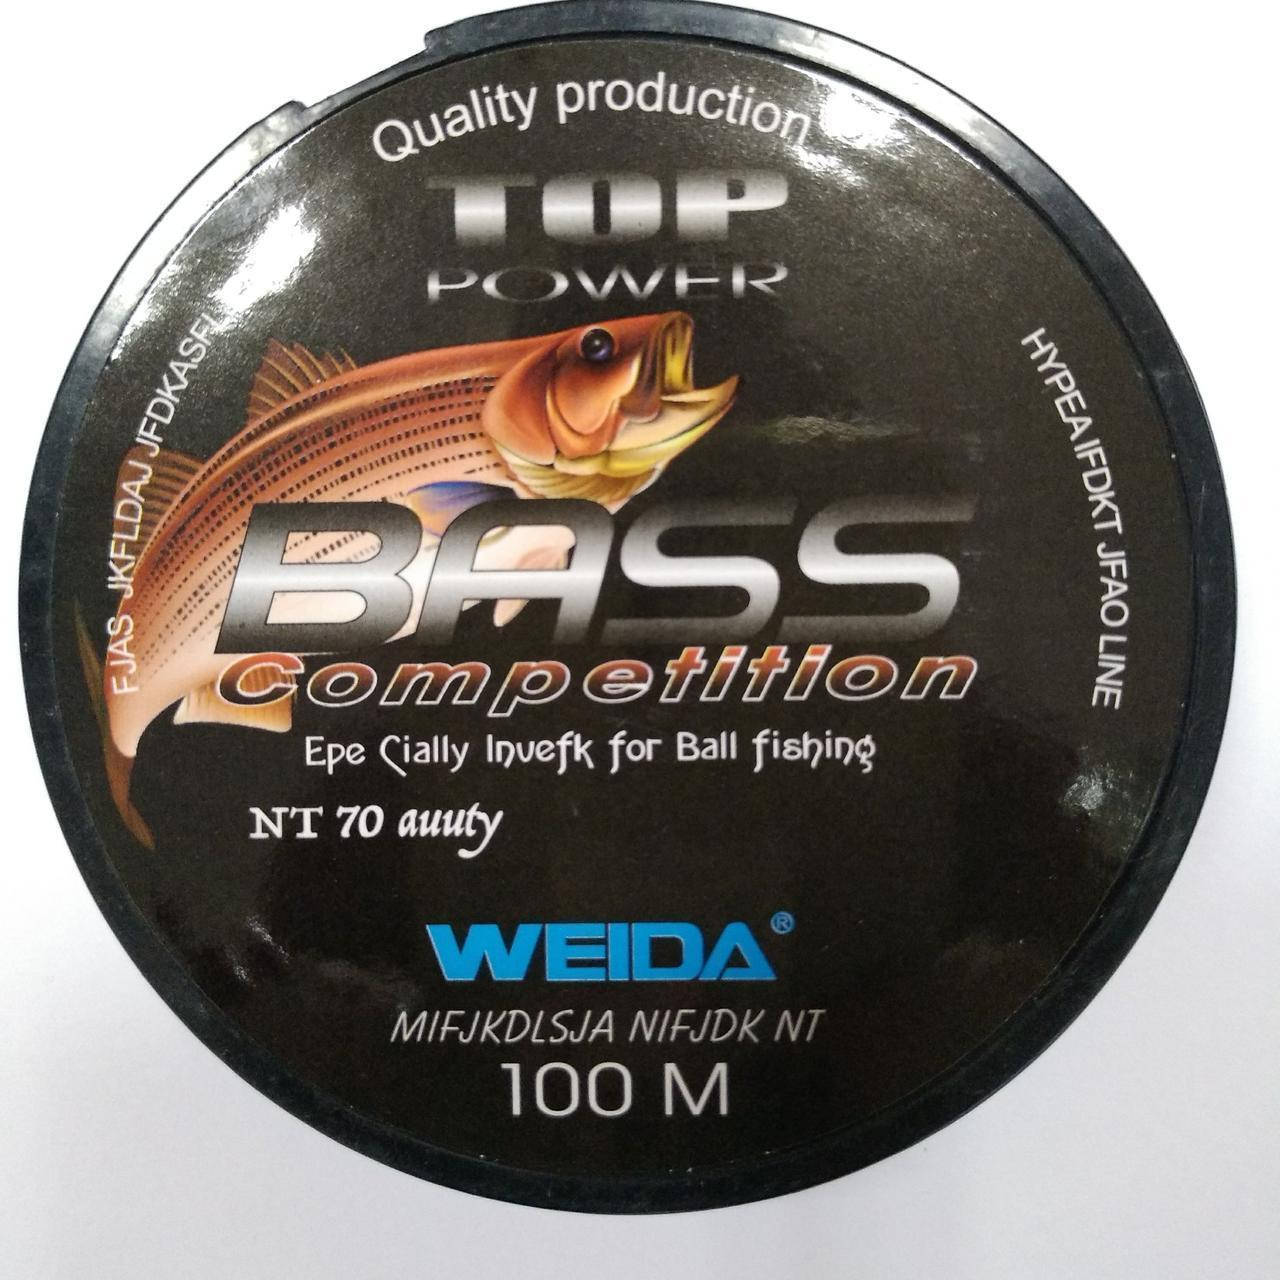 Quality production
TOP
POWER
FJAS JKFLDAJ JFDKASFL
HYPEAIFDKT JFAO LINE
BASS
Competition
Epe Cially Invefk for Ball fishing
NT 70 auuty
WEIDA®
MIFJKDLSJA NIFJDK NT
100 M